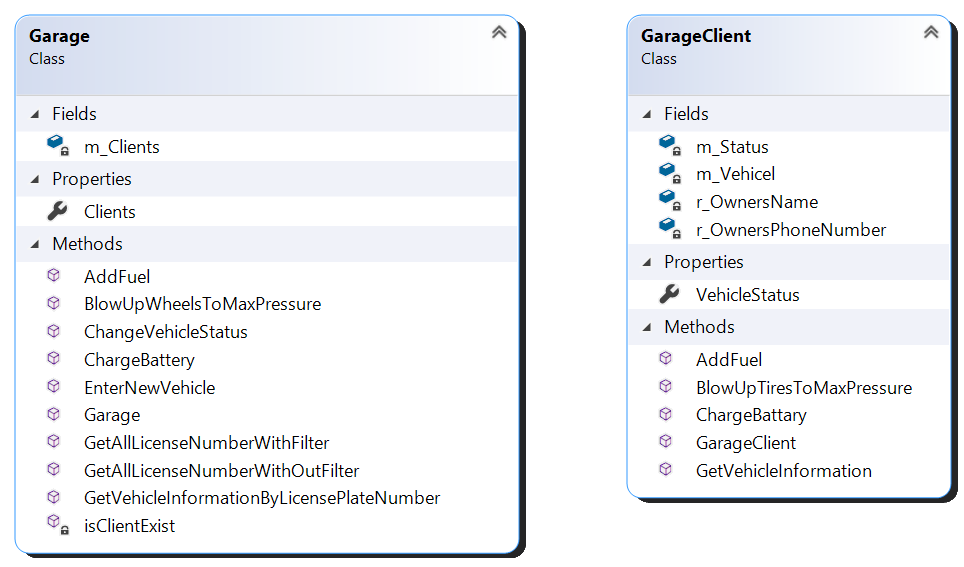 Garage
Class
Fields
m_Clients
Properties
Clients
Methods
AddFuel
BlowUpWheelsToMaxPressure
ChangeVehicleStatus
ChargeBattery
EnterNewVehicle
Garage
GetAllLicenseNumberWithFilter
GetAllLicenseNumberWithOutFilter
GetVehicleInformationByLicensePlateNumber
isClientExist
GarageClient
Class
Fields
m_Status
m_Vehicel
r_OwnersName
r_OwnersPhoneNumber
Properties
VehicleStatus
Methods
AddFuel
BlowUpTiresToMaxPressure
ChargeBattary
GarageClient
GetVehicleInformation